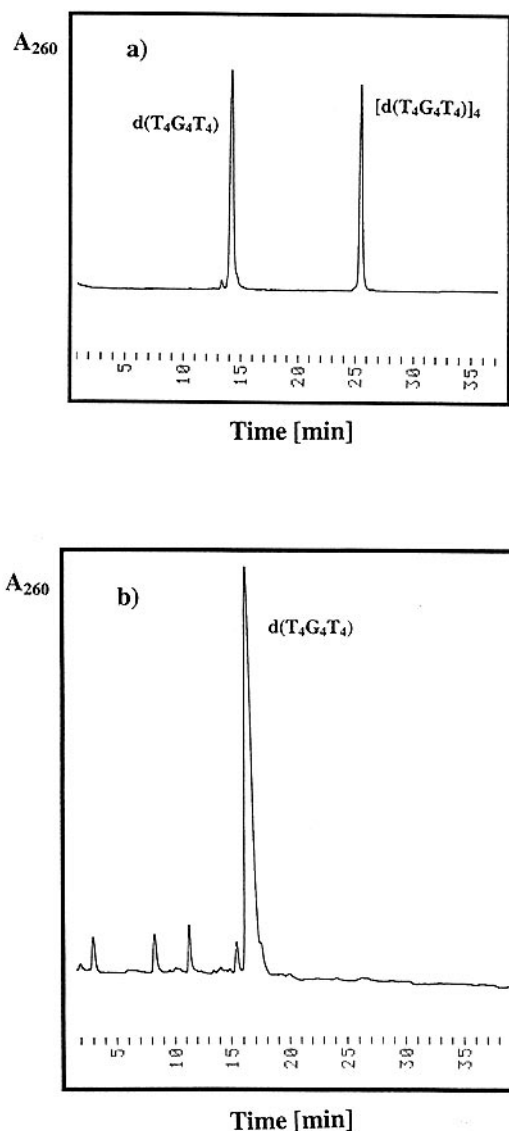 A₂₆₀
a)
d(T₄G₄T₄)
[d(T₄G₄T₄)]₄
5 10 15 20 25 30 35
Time [min]
A₂₆₀
b)
d(T₄G₄T₄)
5 10 15 20 25 30 35
Time [min]